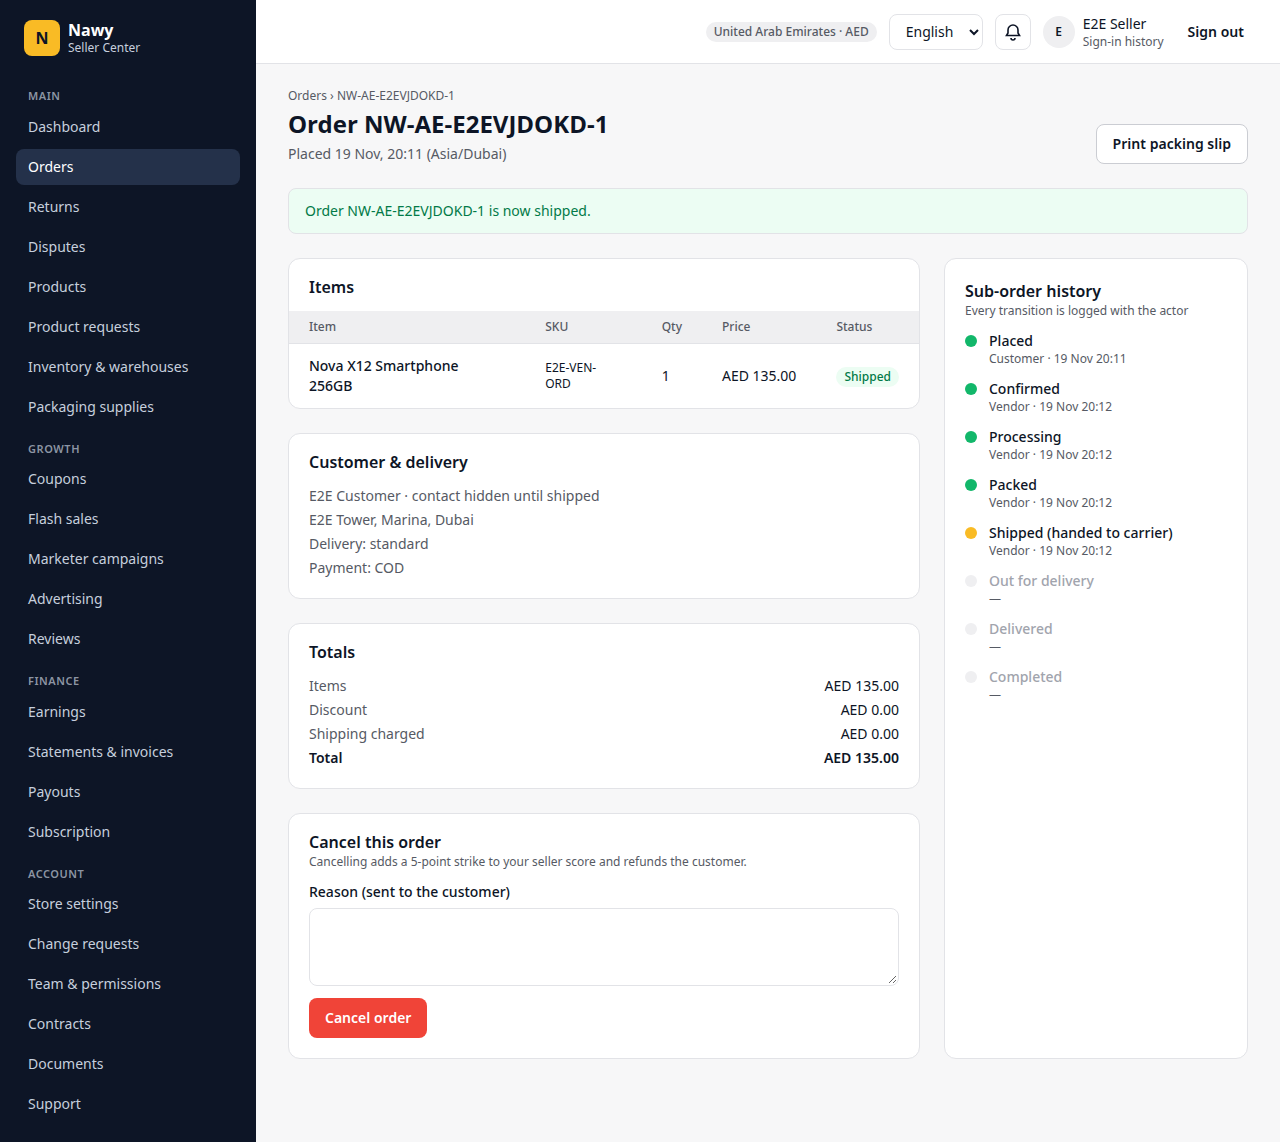 N
Nawy
Seller Center
MAIN
Dashboard
Orders
Returns
Disputes
Products
Product requests
Inventory & warehouses
Packaging supplies
GROWTH
Coupons
Flash sales
Marketer campaigns
Advertising
Reviews
FINANCE
Earnings
Statements & invoices
Payouts
Subscription
ACCOUNT
Store settings
Change requests
Team & permissions
Contracts
Documents
Support
United Arab Emirates · AED
English
E
E2E Seller
Sign-in history
Sign out
Orders › NW-AE-E2EVJDOKD-1
Order NW-AE-E2EVJDOKD-1
Placed 19 Nov, 20:11 (Asia/Dubai)
Print packing slip
Order NW-AE-E2EVJDOKD-1 is now shipped.
Items
Item SKU Qty Price Status
Nova X12 Smartphone
256GB
E2E-VEN-
ORD
1
AED 135.00
Shipped
Customer & delivery
E2E Customer · contact hidden until shipped
E2E Tower, Marina, Dubai
Delivery: standard
Payment: COD
Totals
Items AED 135.00
Discount AED 0.00
Shipping charged AED 0.00
Total AED 135.00
Cancel this order
Cancelling adds a 5-point strike to your seller score and refunds the customer.
Reason (sent to the customer)
Cancel order
Sub-order history
Every transition is logged with the actor
Placed
Customer · 19 Nov 20:11
Confirmed
Vendor · 19 Nov 20:12
Processing
Vendor · 19 Nov 20:12
Packed
Vendor · 19 Nov 20:12
Shipped (handed to carrier)
Vendor · 19 Nov 20:12
Out for delivery
—
Delivered
—
Completed
—